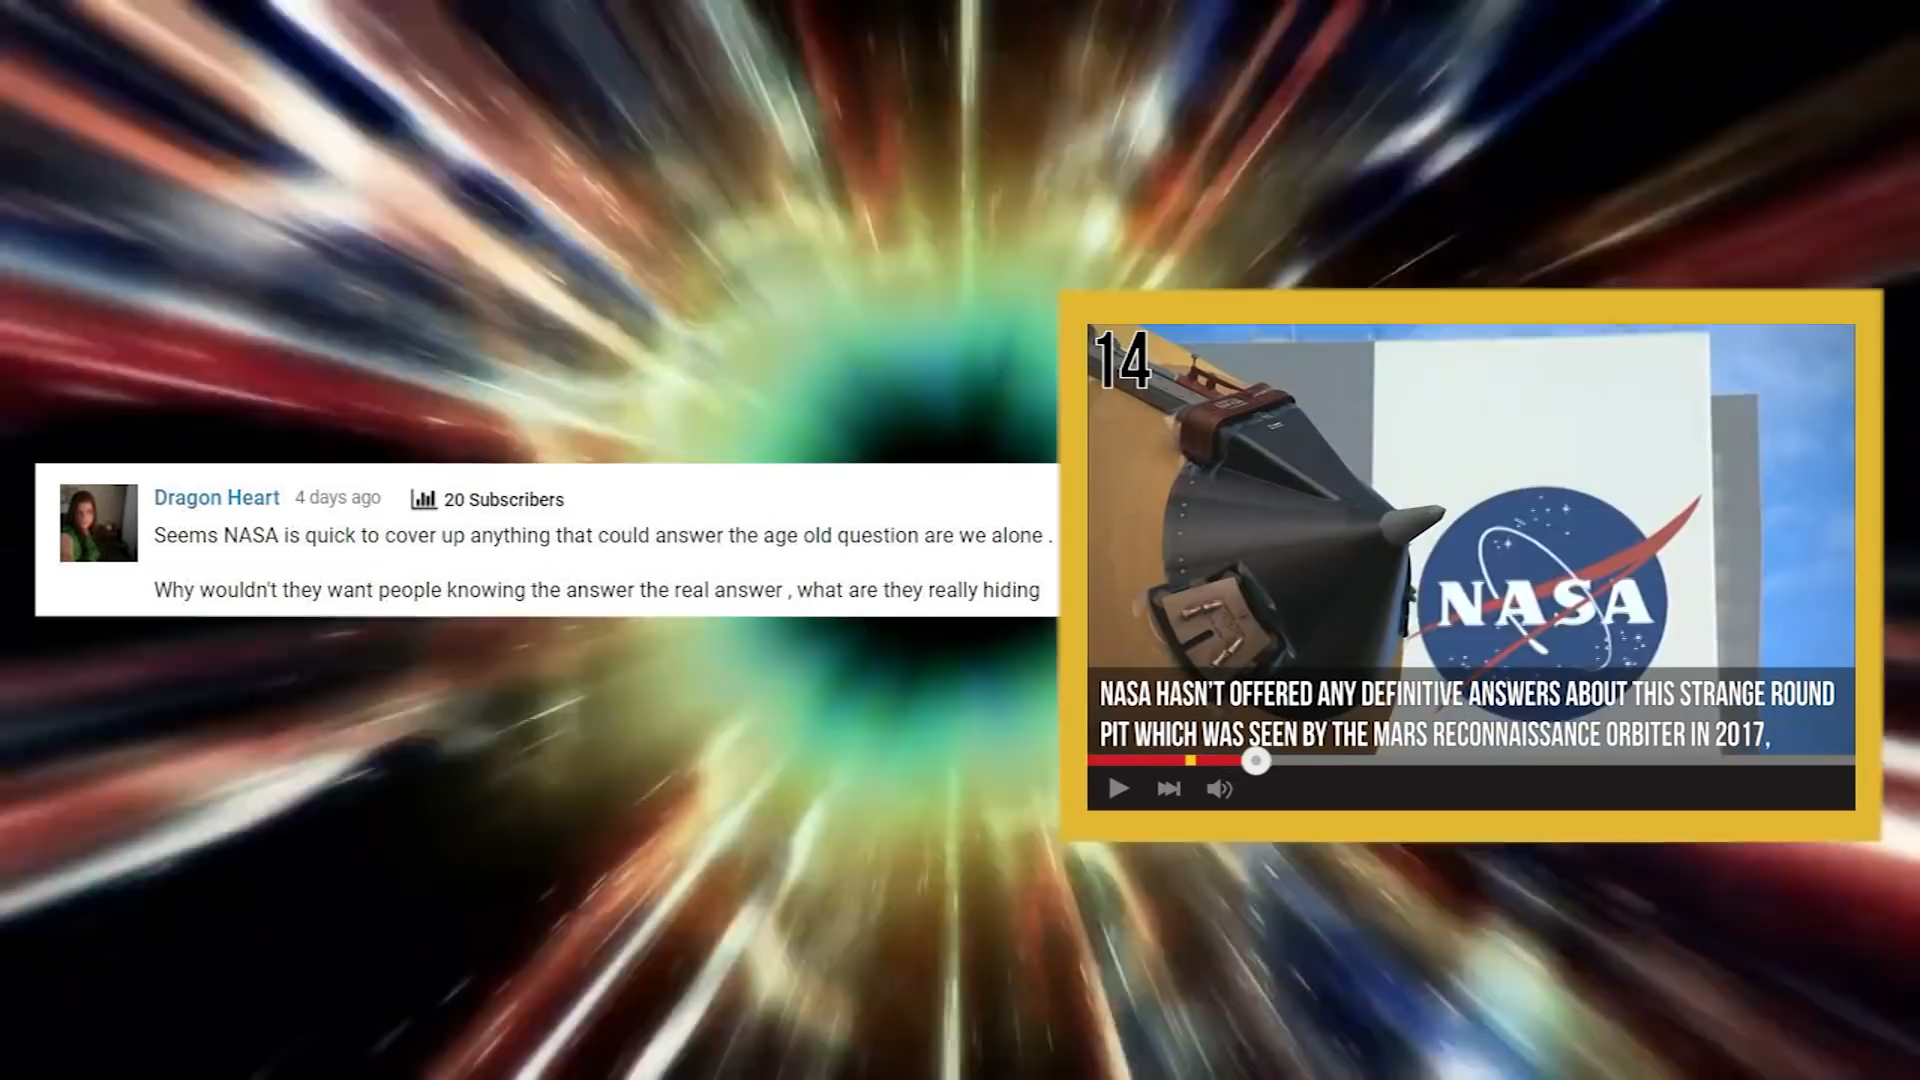 Dragon Heart 4 days ago 20 Subscribers
Seems NASA is quick to cover up anything that could answer the age old question are we alone .
Why wouldn't they want people knowing the answer the real answer , what are they really hiding
14
NASA
NASA HASN'T OFFERED ANY DEFINITIVE ANSWERS ABOUT THIS STRANGE ROUND
PIT WHICH WAS SEEN BY THE MARS RECONNAISSANCE ORBITER IN 2017,